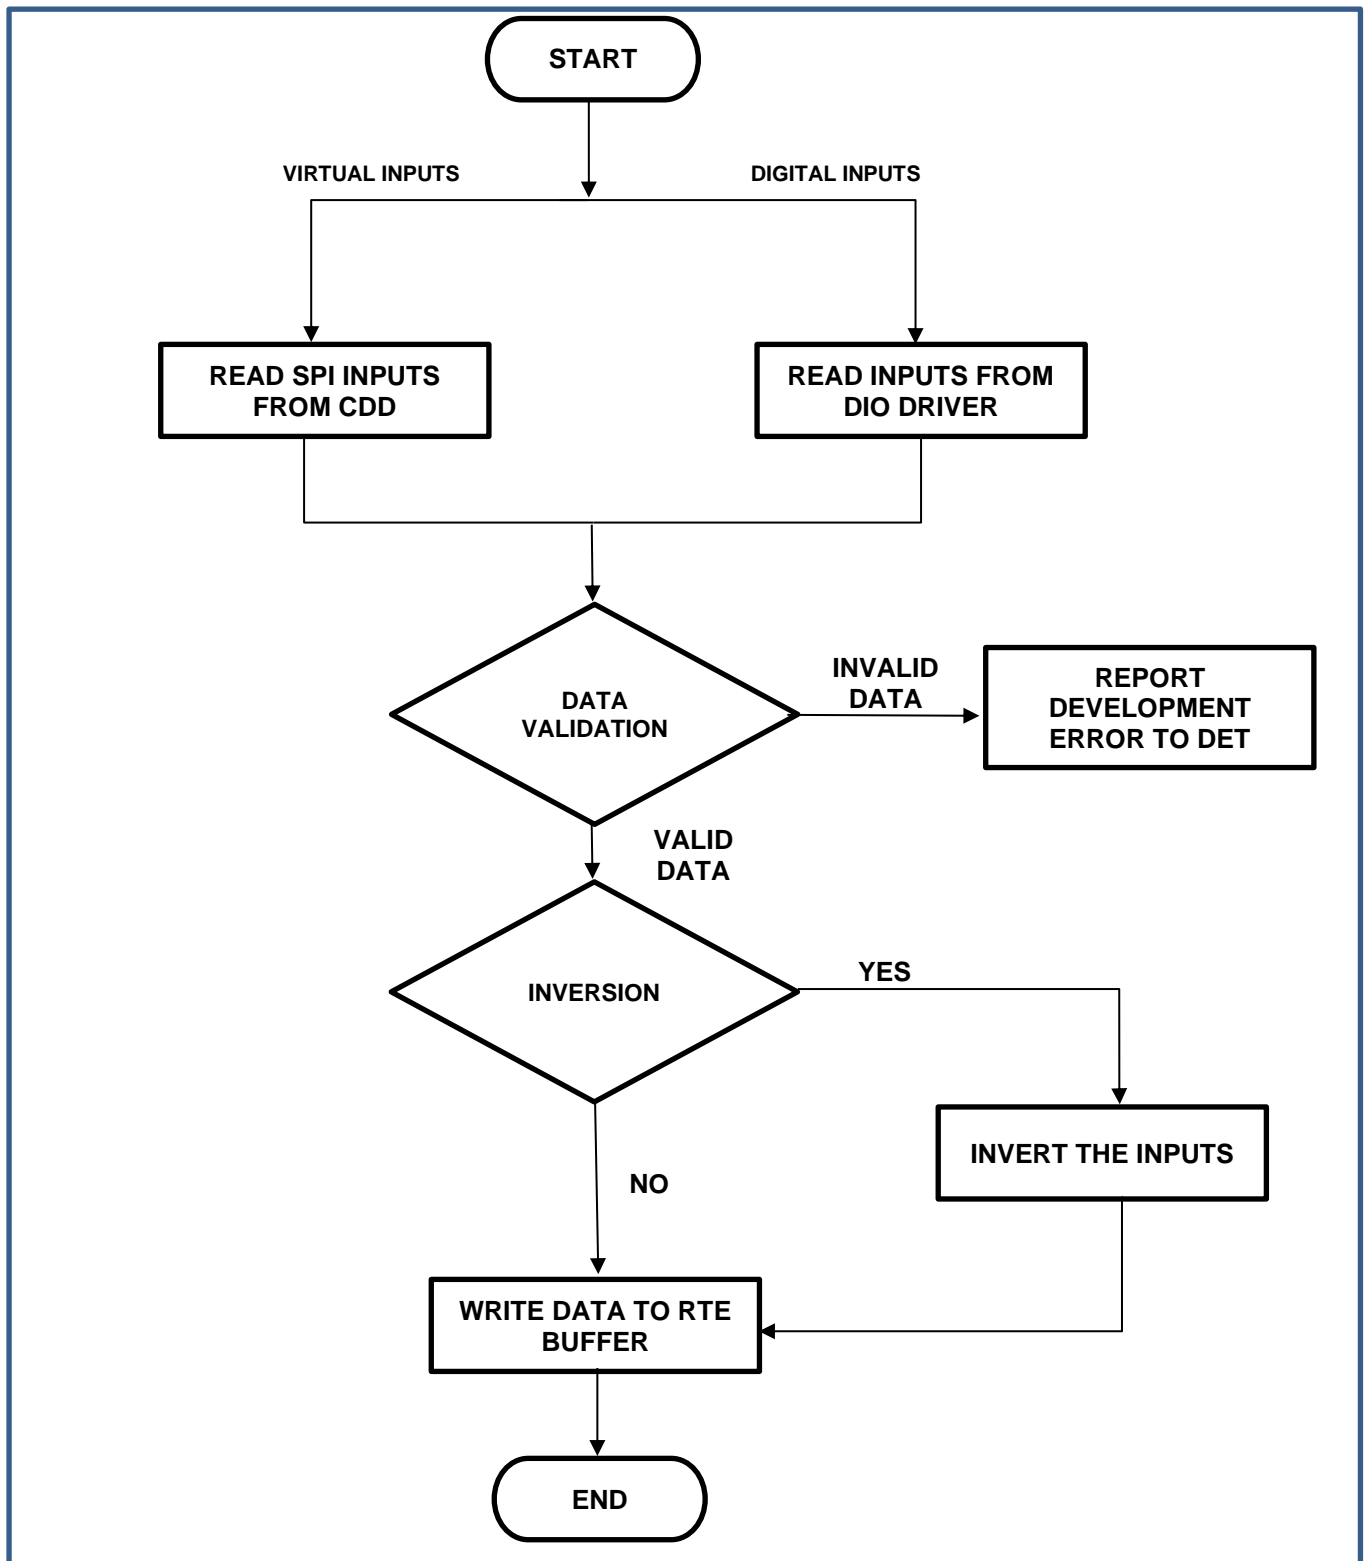 START
VIRTUAL INPUTS
DIGITAL INPUTS
READ SPI INPUTS
FROM CDD
READ INPUTS FROM
DIO DRIVER
DATA
VALIDATION
INVALID
DATA
REPORT
DEVELOPMENT
ERROR TO DET
VALID
DATA
INVERSION
YES
INVERT THE INPUTS
NO
WRITE DATA TO RTE
BUFFER
END